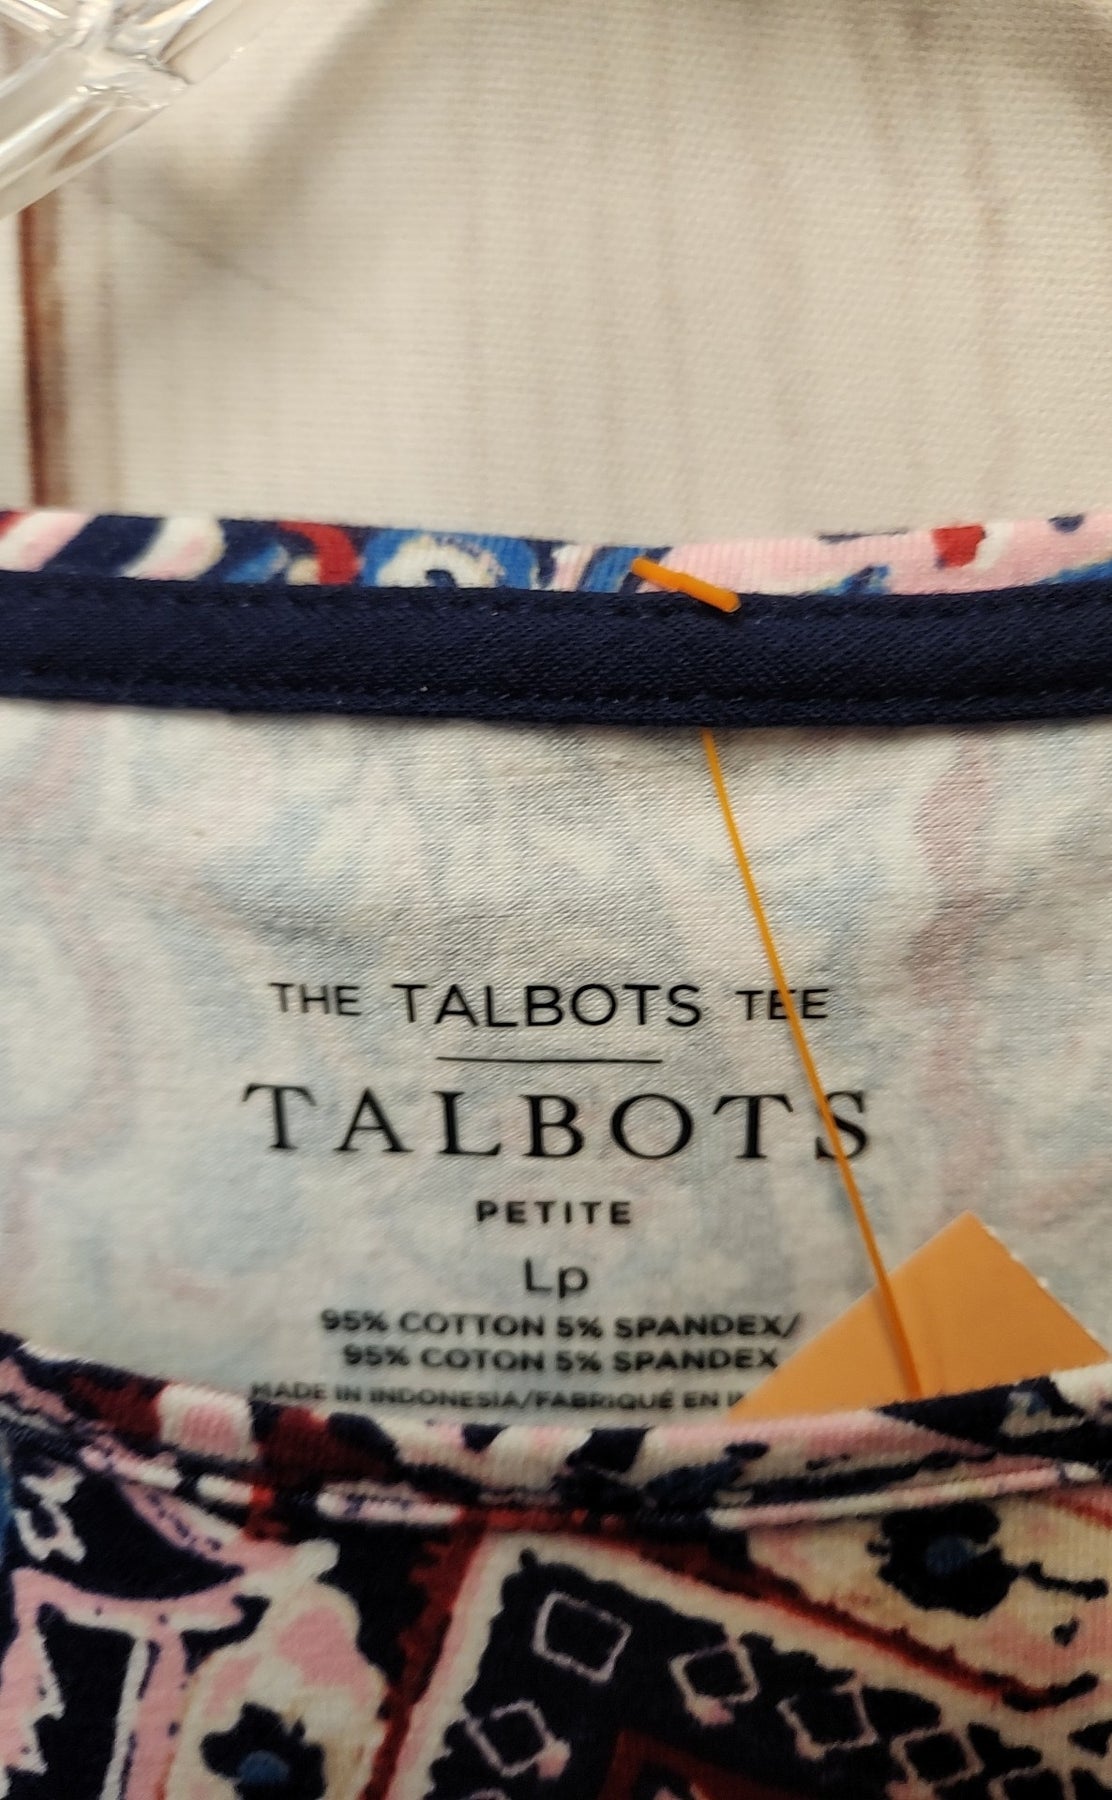 THE TALBOTS TEE
TALBOTS
PETITE
Lp
95% COTTON 5% SPANDEX/
95% COTON 5% SPANDEX
MADE IN INDONESIA/FABRIQUÉ EN